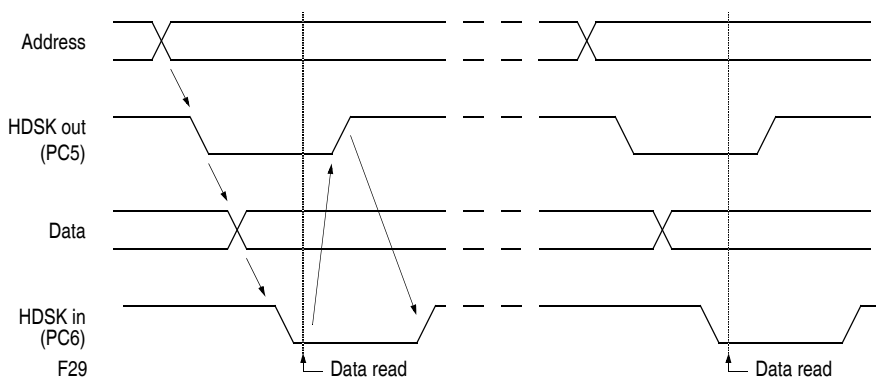 Address
HDSK out
(PC5)
Data
HDSK in
(PC6)
F29
Data read
Data read